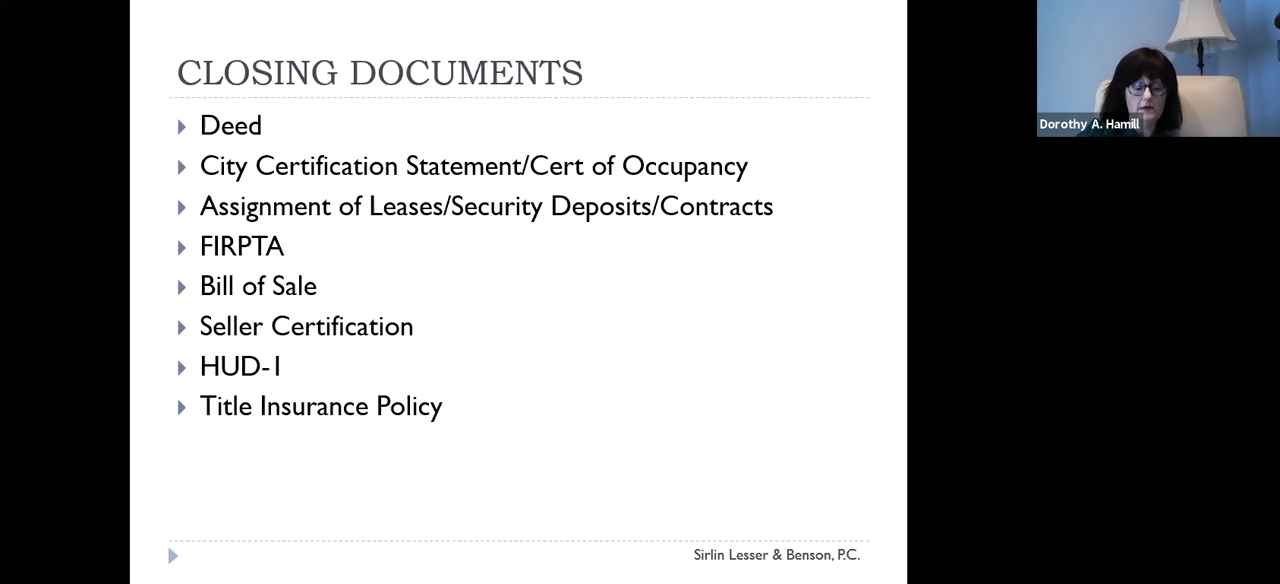 CLOSING DOCUMENTS
Deed
City Certification Statement/Cert of Occupancy
Assignment of Leases/Security Deposits/Contracts
FIRPTA
Bill of Sale
Seller Certification
HUD-1
Title Insurance Policy
Sirlin Lesser & Benson, P.C.
Dorothy A. Hamill